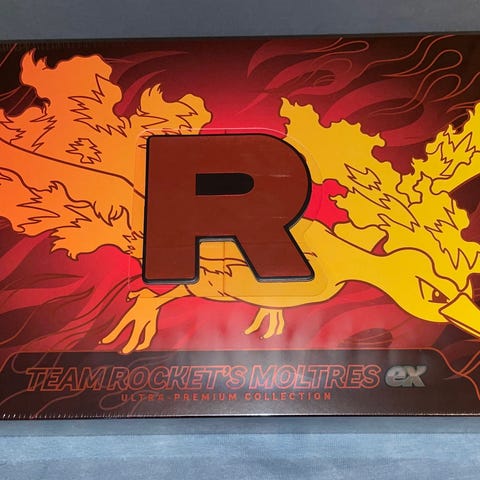 R
TEAM ROCKET'S MOLTRES ex
ULTRA-PREMIUM COLLECTION